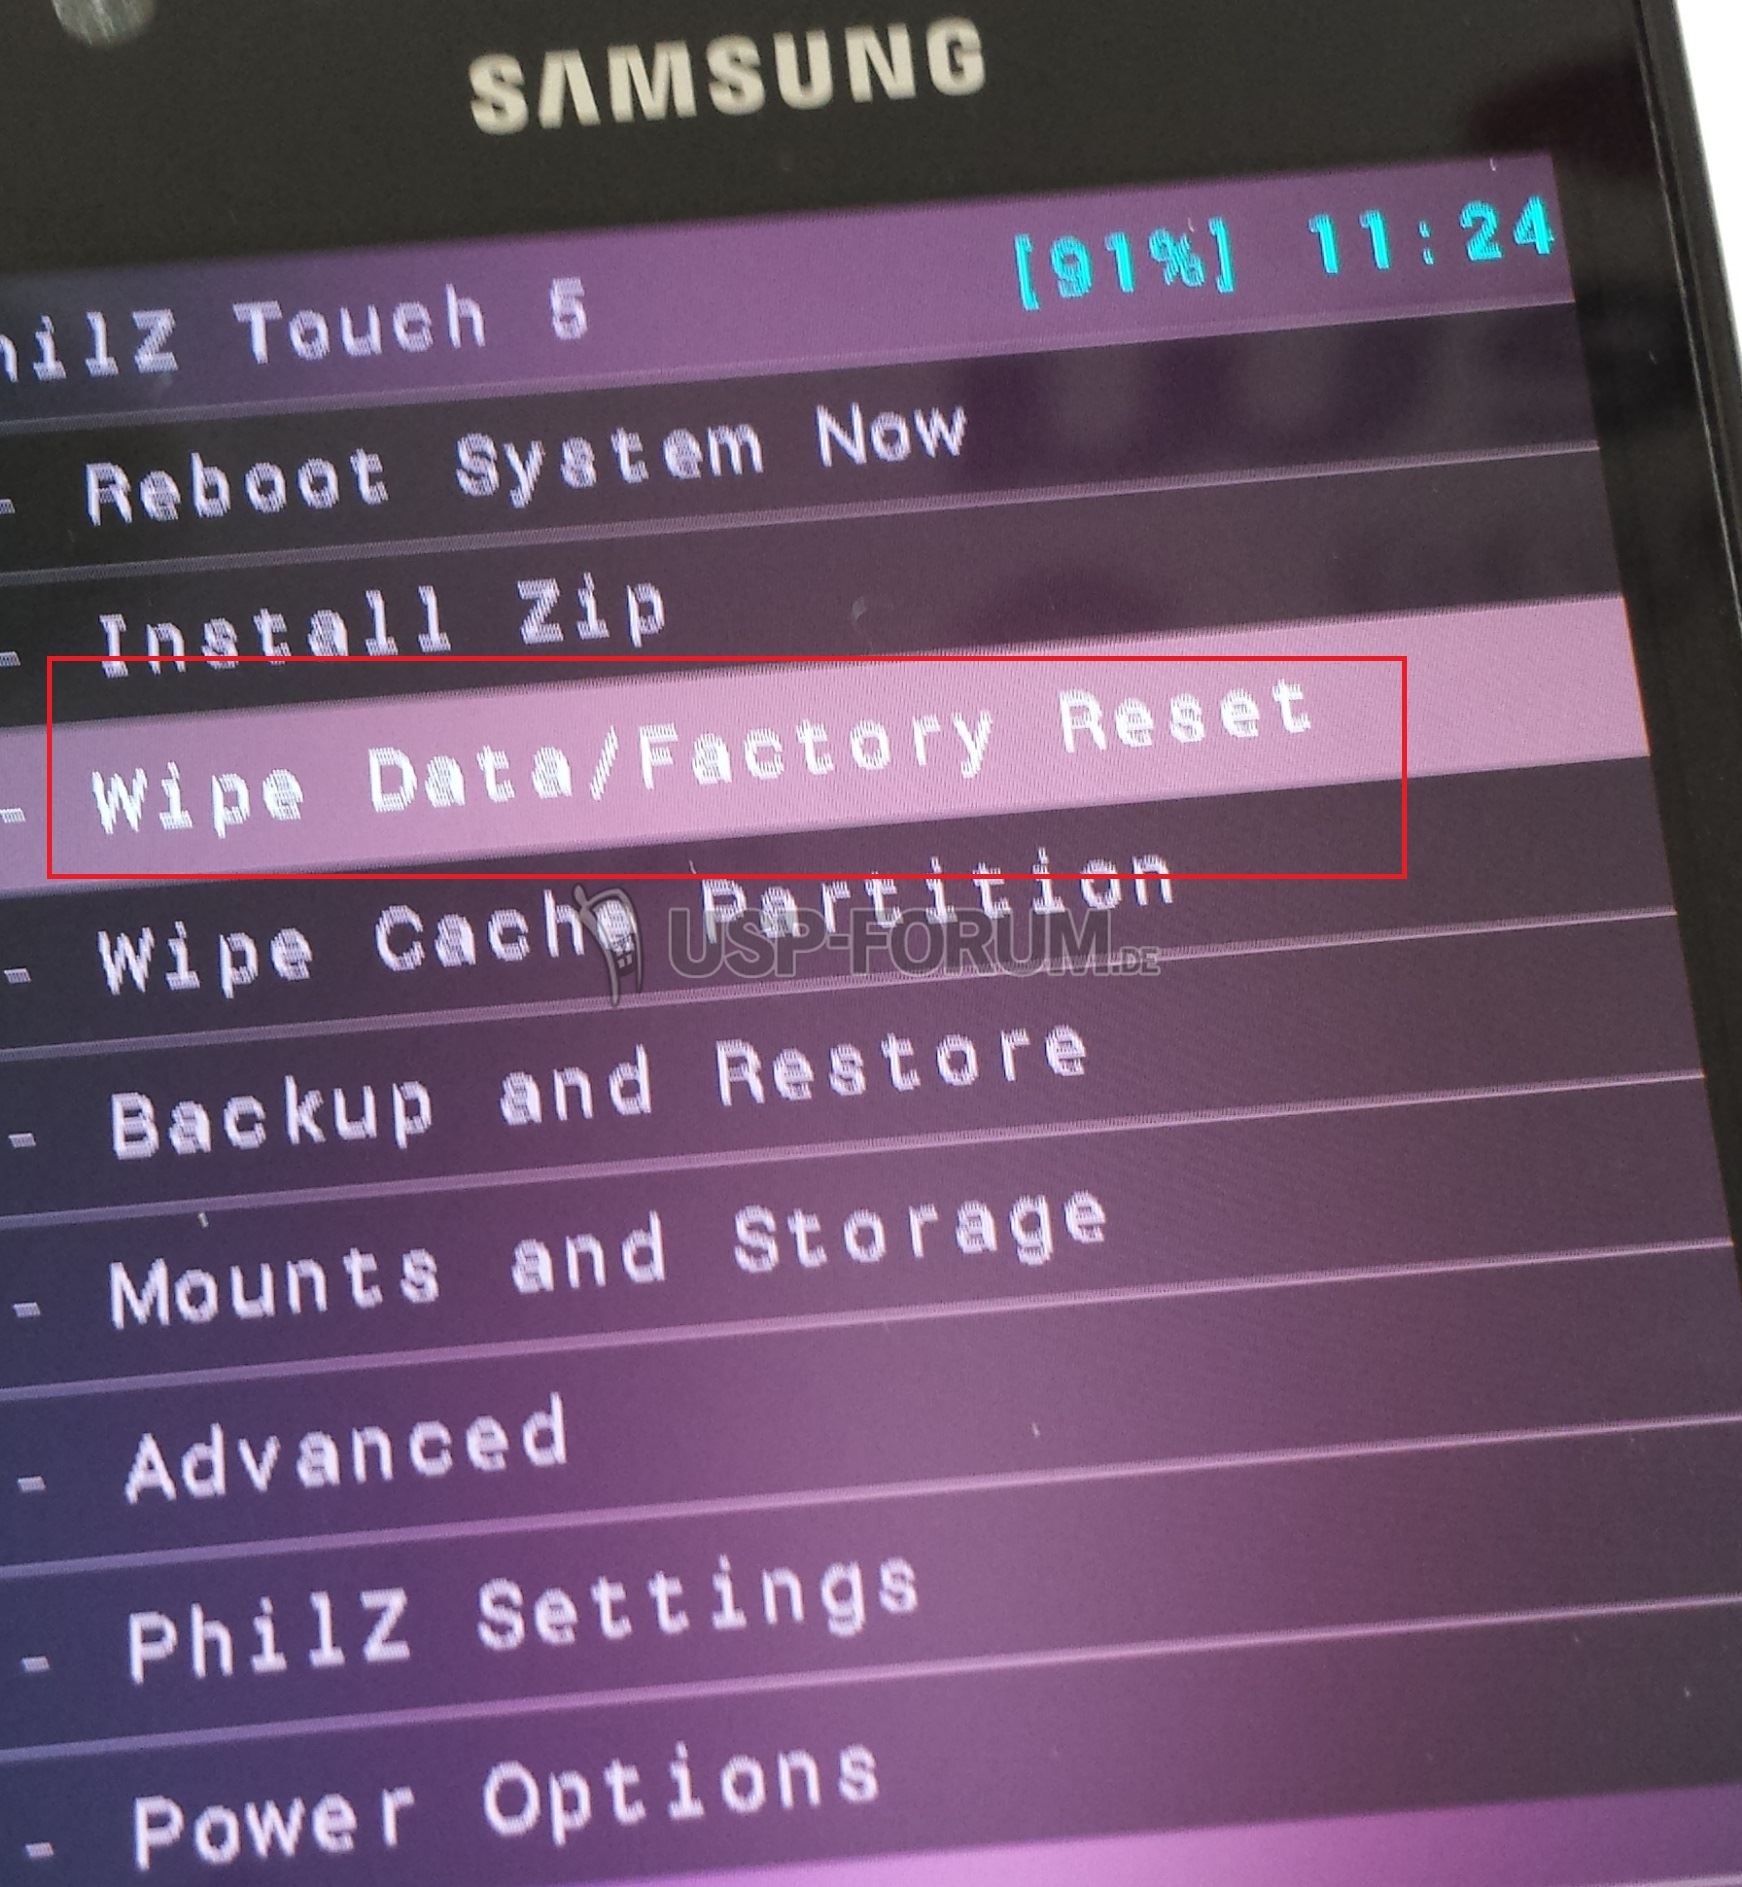 SAMSUNG
hilZ Touch 5 [91%] 11:24
- Reboot System Now
- Install Zip
- Wipe Data/Factory Reset
- Wipe Cache Partition
USP-FORUM.DE
- Backup and Restore
- Mounts and Storage
- Advanced
- PhilZ Settings
- Power Options